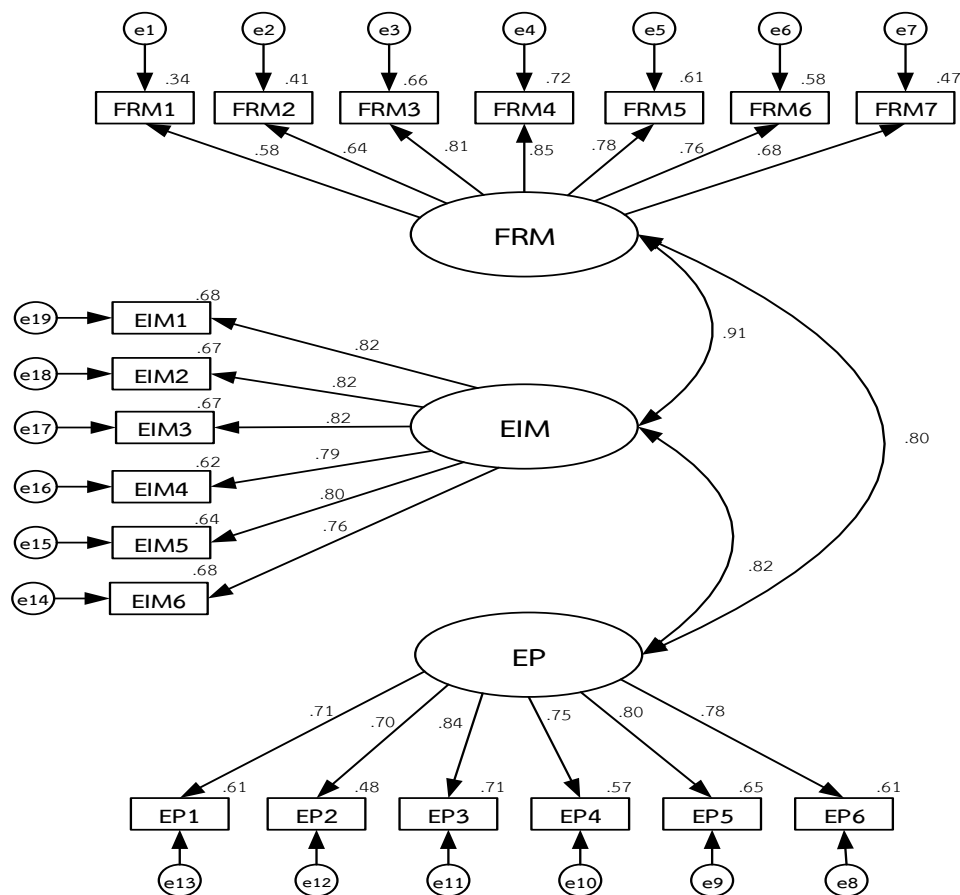 e1 e2 e3 e4 e5 e6 e7
.34 .41 .66 .72 .61 .58 .47
FRM1 FRM2 FRM3 FRM4 FRM5 FRM6 FRM7
.58 .64 .81 .85 .78 .76 .68
FRM
.91
.80
e19 EIM1 .68 .82
e18 EIM2 .67 .82
e17 EIM3 .67 .82
EIM
e16 EIM4 .62 .79
e15 EIM5 .64 .80
e14 EIM6 .68 .76
.82
EP
.71 .70 .84 .75 .80 .78
.61 .48 .71 .57 .65 .61
EP1 EP2 EP3 EP4 EP5 EP6
e13 e12 e11 e10 e9 e8